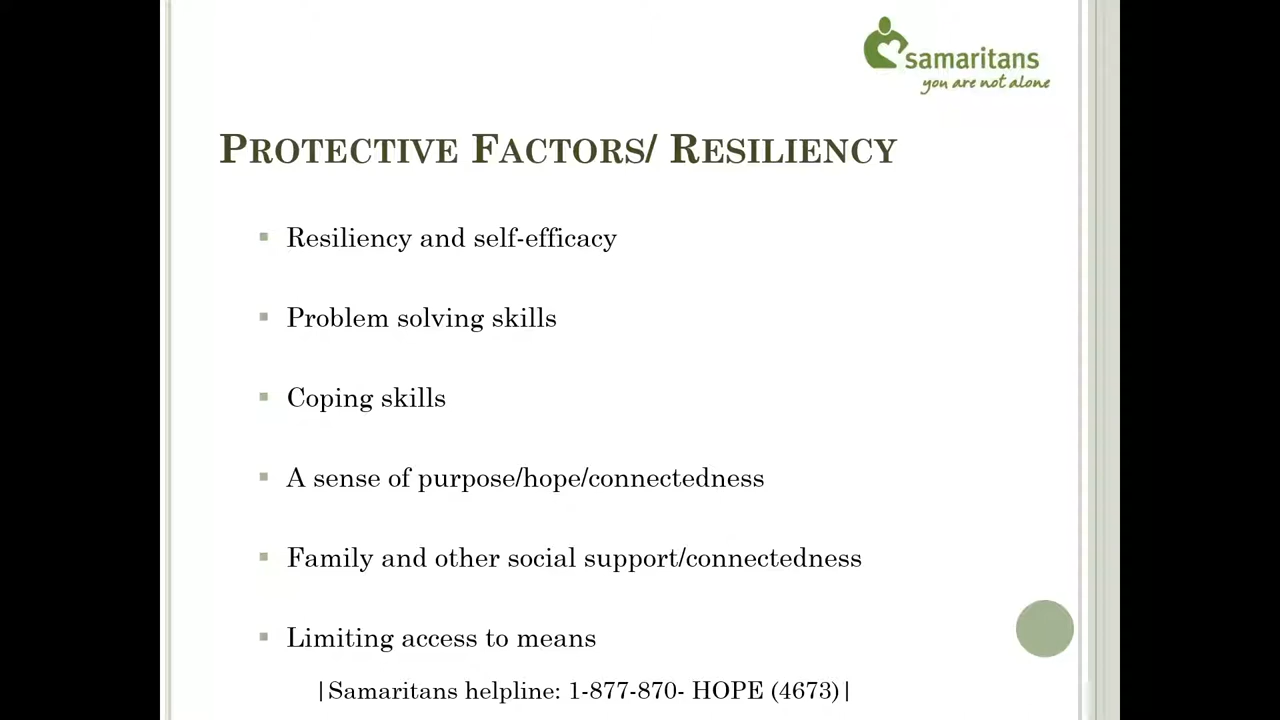 samaritans
you are not alone
PROTECTIVE FACTORS/ RESILIENCY
Resiliency and self-efficacy
Problem solving skills
Coping skills
A sense of purpose/hope/connectedness
Family and other social support/connectedness
Limiting access to means
|Samaritans helpline: 1-877-870- HOPE (4673)|